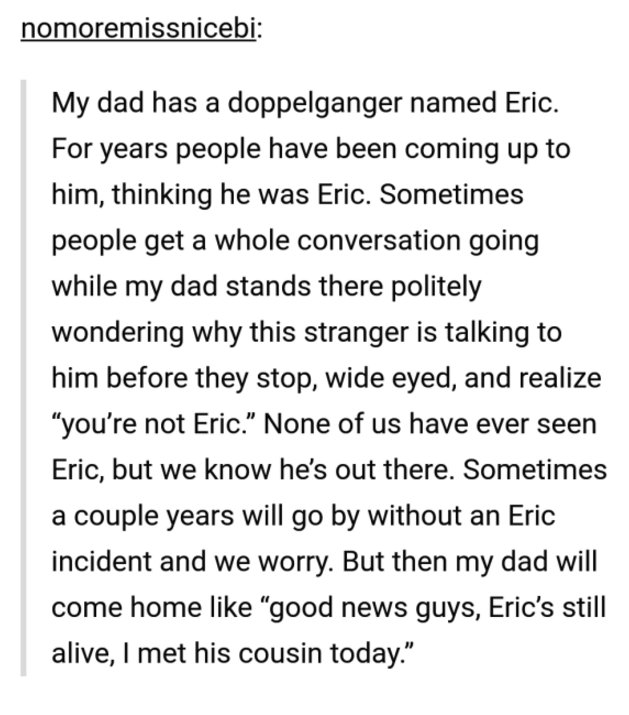 nomoremissnicebi:
My dad has a doppelganger named Eric.
For years people have been coming up to
him, thinking he was Eric. Sometimes
people get a whole conversation going
while my dad stands there politely
wondering why this stranger is talking to
him before they stop, wide eyed, and realize
“you’re not Eric.” None of us have ever seen
Eric, but we know he’s out there. Sometimes
a couple years will go by without an Eric
incident and we worry. But then my dad will
come home like “good news guys, Eric’s still
alive, I met his cousin today.”